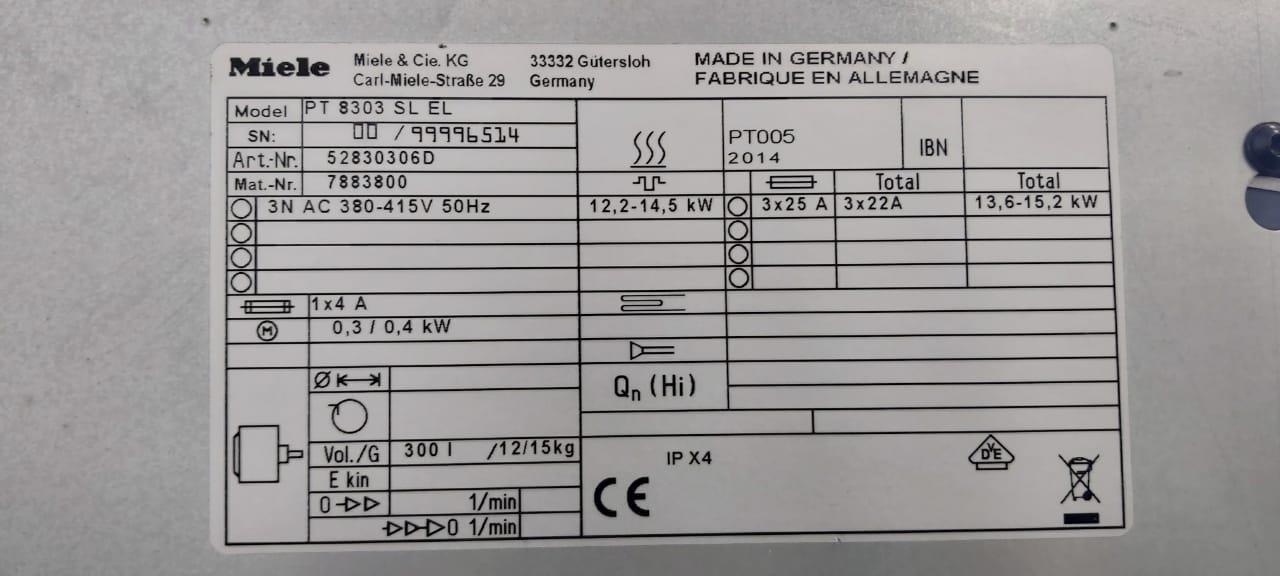 Miele Miele & Cie. KG 33332 Gütersloh MADE IN GERMANY /
Carl-Miele-Straße 29 Germany FABRIQUE EN ALLEMAGNE
Model PT 8303 SL EL
SN: 00 / 99996514
Art.-Nr. 52830306D
Mat.-Nr. 7883800
PT005
2014
IBN
Total Total
3N AC 380-415V 50Hz 12,2-14,5 kW 3x25 A 3x22A 13,6-15,2 kW
1x4 A
M 0,3 / 0,4 kW
Qn (Hi)
Ø
Vol./G 300 l /12/15kg
E kin
0 1/min
0 1/min
IP X4
CE
DVE